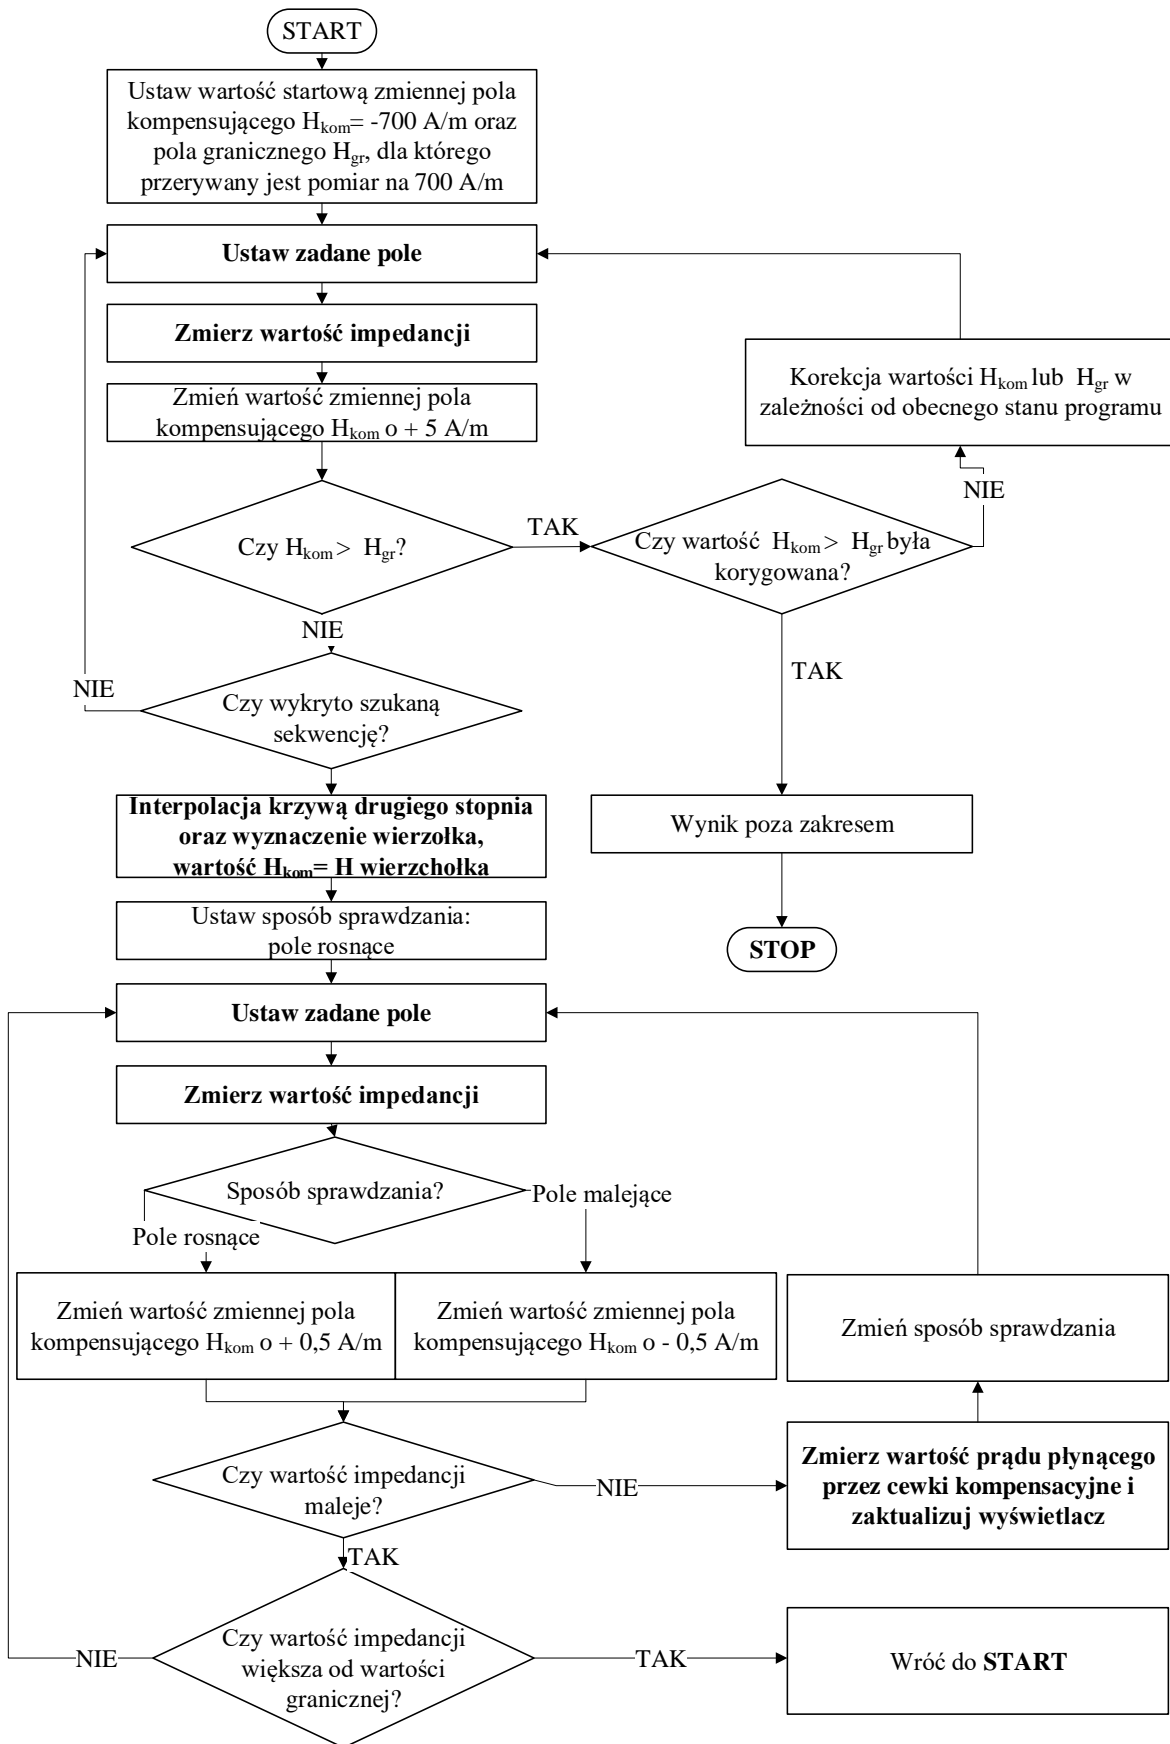 START
Ustaw wartość startową zmiennej pola
kompensującego Hkom= -700 A/m oraz
pola granicznego Hgr, dla którego
przerywany jest pomiar na 700 A/m
Ustaw zadane pole
Zmierz wartość impedancji
Zmień wartość zmiennej pola
kompensującego Hkom o + 5 A/m
Korekcja wartości Hkom lub Hgr w
zależności od obecnego stanu programu
NIE
TAK
Czy Hkom > Hgr?
Czy wartość Hkom > Hgr była
korygowana?
NIE
TAK
NIE
Czy wykryto szukaną
sekwencję?
Interpolacja krzywą drugiego stopnia
oraz wyznaczenie wierzołka,
wartość Hkom= H wierzchołka
Wynik poza zakresem
Ustaw sposób sprawdzania:
pole rosnące
STOP
Ustaw zadane pole
Zmierz wartość impedancji
Sposób sprawdzania?
Pole malejące
Pole rosnące
Zmień wartość zmiennej pola
kompensującego Hkom o + 0,5 A/m
Zmień wartość zmiennej pola
kompensującego Hkom o - 0,5 A/m
Zmień sposób sprawdzania
Czy wartość impedancji
maleje?
NIE
Zmierz wartość prądu płynącego
przez cewki kompensacyjne i
zaktualizuj wyświetlacz
TAK
NIE
Czy wartość impedancji
większa od wartości
granicznej?
TAK
Wróć do START